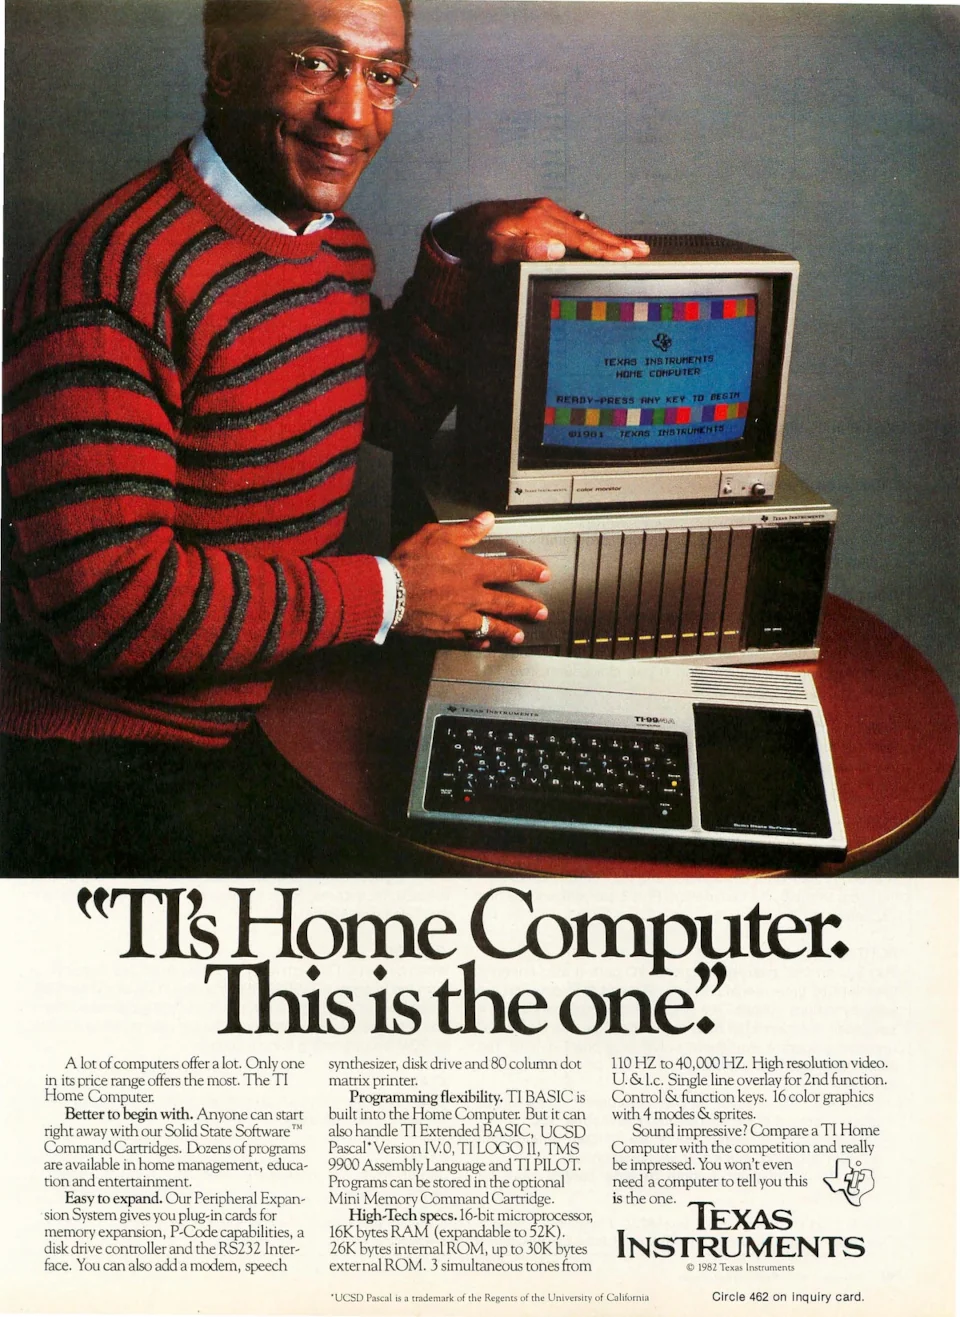 TEXAS INSTRUMENTS
HOME COMPUTER
READY-PRESS ANY KEY TO BEGIN
©1981 TEXAS INSTRUMENTS
TEXAS INSTRUMENTS color monitor
TEXAS INSTRUMENTS
TEXAS INSTRUMENTS
TI-99/4A
Q W E R T Y U I O P
A S D F G H J K L
Z X C V B N M
Solid State Software
“TI’s Home Computer.
This is the one.”
A lot of computers offer a lot. Only one
in its price range offers the most. The TI
Home Computer.
Better to begin with. Anyone can start
right away with our Solid State Software™
Command Cartridges. Dozens of programs
are available in home management, educa-
tion and entertainment.
Easy to expand. Our Peripheral Expan-
sion System gives you plug-in cards for
memory expansion, P-Code capabilities, a
disk drive controller and the RS232 Inter-
face. You can also add a modem, speech
synthesizer, disk drive and 80 column dot
matrix printer.
Programming flexibility. TI BASIC is
built into the Home Computer. But it can
also handle TI Extended BASIC, UCSD
Pascal* Version IV.0, TI LOGO II, TMS
9900 Assembly Language and TI PILOT.
Programs can be stored in the optional
Mini Memory Command Cartridge.
High-Tech specs. 16-bit microprocessor,
16K bytes RAM (expandable to 52K).
26K bytes internal ROM, up to 30K bytes
external ROM. 3 simultaneous tones from
110 HZ to 40,000 HZ. High resolution video.
U. & l.c. Single line overlay for 2nd function.
Control & function keys. 16 color graphics
with 4 modes & sprites.
Sound impressive? Compare a TI Home
Computer with the competition and really
be impressed. You won’t even
need a computer to tell you this
is the one.
TEXAS
INSTRUMENTS
© 1982 Texas Instruments
*UCSD Pascal is a trademark of the Regents of the University of California
Circle 462 on inquiry card.